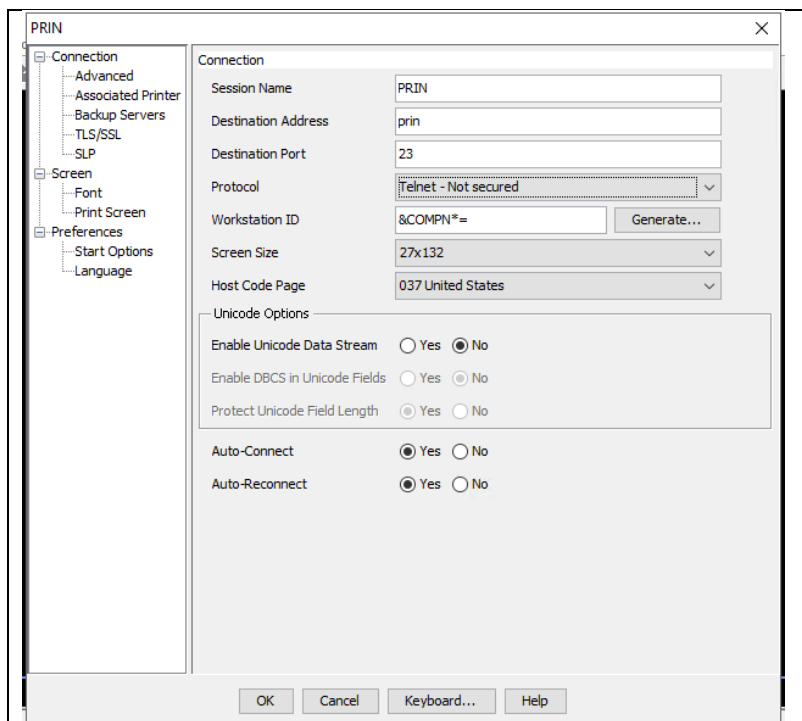 PRIN
Connection
Advanced
Associated Printer
Backup Servers
TLS/SSL
SLP
Screen
Font
Print Screen
Preferences
Start Options
Language
Connection
Session Name PRIN
Destination Address prin
Destination Port 23
Protocol Telnet - Not secured
Workstation ID &COMPN*= Generate...
Screen Size 27x132
Host Code Page 037 United States
Unicode Options
Enable Unicode Data Stream Yes No
Enable DBCS in Unicode Fields Yes No
Protect Unicode Field Length Yes No
Auto-Connect Yes No
Auto-Reconnect Yes No
OK Cancel Keyboard... Help